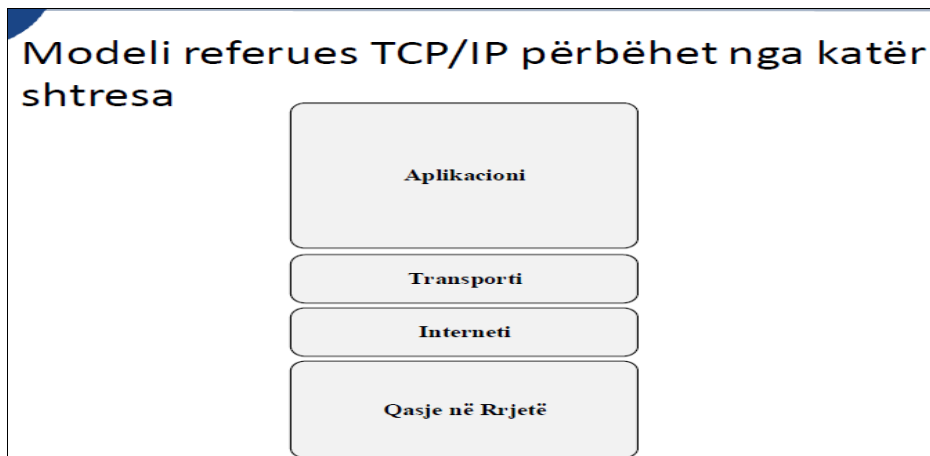 Modeli referues TCP/IP përbëhet nga katër
shtresa
Aplikacioni
Transporti
Interneti
Qasje në Rrjetë